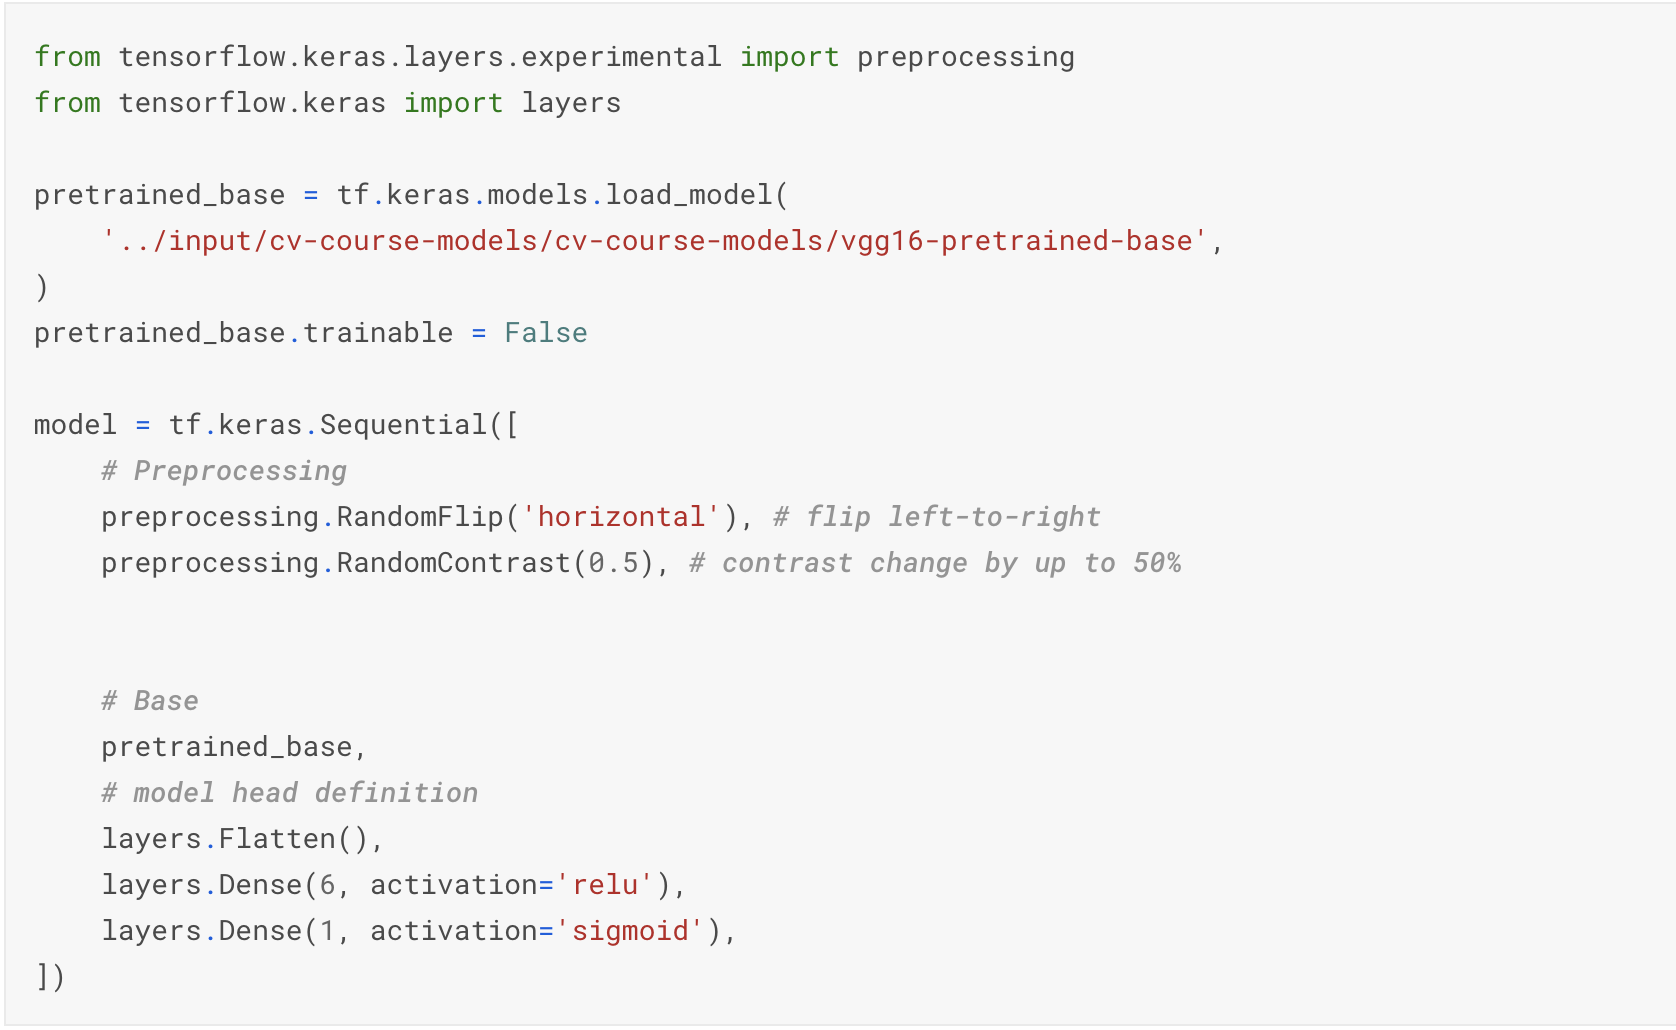 from tensorflow.keras.layers.experimental import preprocessing
from tensorflow.keras import layers

pretrained_base = tf.keras.models.load_model(
    '../input/cv-course-models/cv-course-models/vgg16-pretrained-base',
)
pretrained_base.trainable = False

model = tf.keras.Sequential([
    # Preprocessing
    preprocessing.RandomFlip('horizontal'), # flip left-to-right
    preprocessing.RandomContrast(0.5), # contrast change by up to 50%


    # Base
    pretrained_base,
    # model head definition
    layers.Flatten(),
    layers.Dense(6, activation='relu'),
    layers.Dense(1, activation='sigmoid'),
])